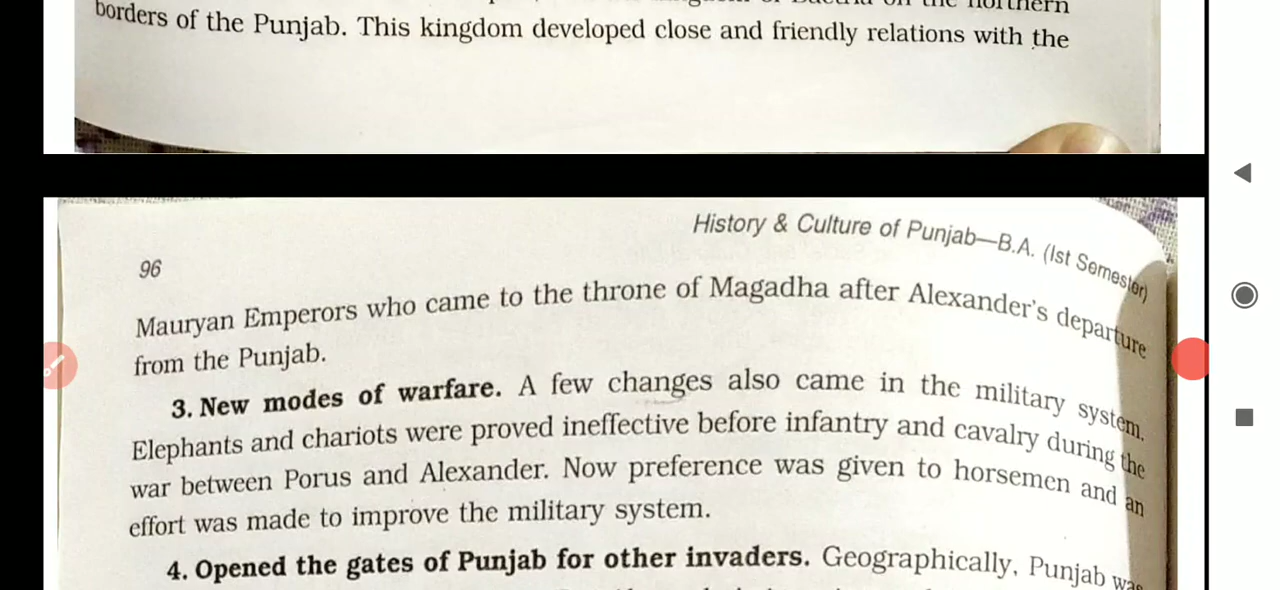 on the northern
borders of the Punjab. This kingdom developed close and friendly relations with the
History & Culture of Punjab—B.A. (Ist Semester)
96
Mauryan Emperors who came to the throne of Magadha after Alexander's departure
from the Punjab.
3. New modes of warfare. A few changes also came in the military system.
Elephants and chariots were proved ineffective before infantry and cavalry during the
war between Porus and Alexander. Now preference was given to horsemen and an
effort was made to improve the military system.
4. Opened the gates of Punjab for other invaders. Geographically, Punjab was